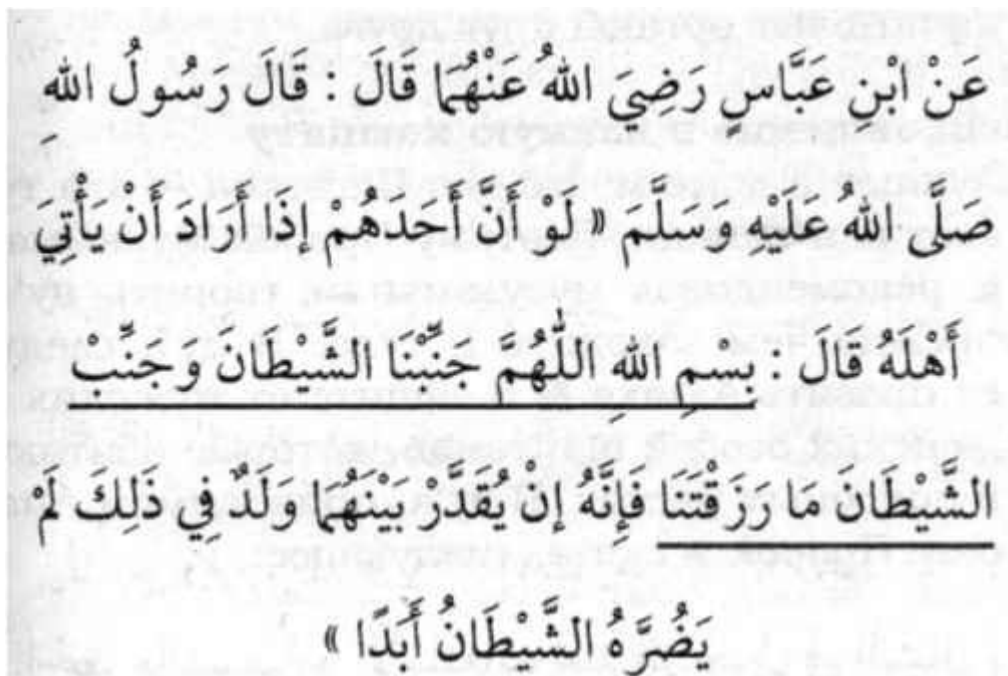 عَنْ ابْنِ عَبَّاسٍ رَضِيَ اللهُ عَنْهُمَا قَالَ : قَالَ رَسُولُ اللهِ
صَلَّى اللهُ عَلَيْهِ وَسَلَّمَ « لَوْ أَنَّ أَحَدَهُمْ إِذَا أَرَادَ أَنْ يَأْتِيَ
أَهْلَهُ قَالَ : بِسْمِ اللهِ اللّٰهُمَّ جَنِّبْنَا الشَّيْطَانَ وَجَنِّبْ
الشَّيْطَانَ مَا رَزَقْتَنَا فَإِنَّهُ إِنْ يُقَدَّرْ بَيْنَهُمَا وَلَدٌ فِي ذَلِكَ لَمْ
يَضُرَّهُ الشَّيْطَانُ أَبَدًا »